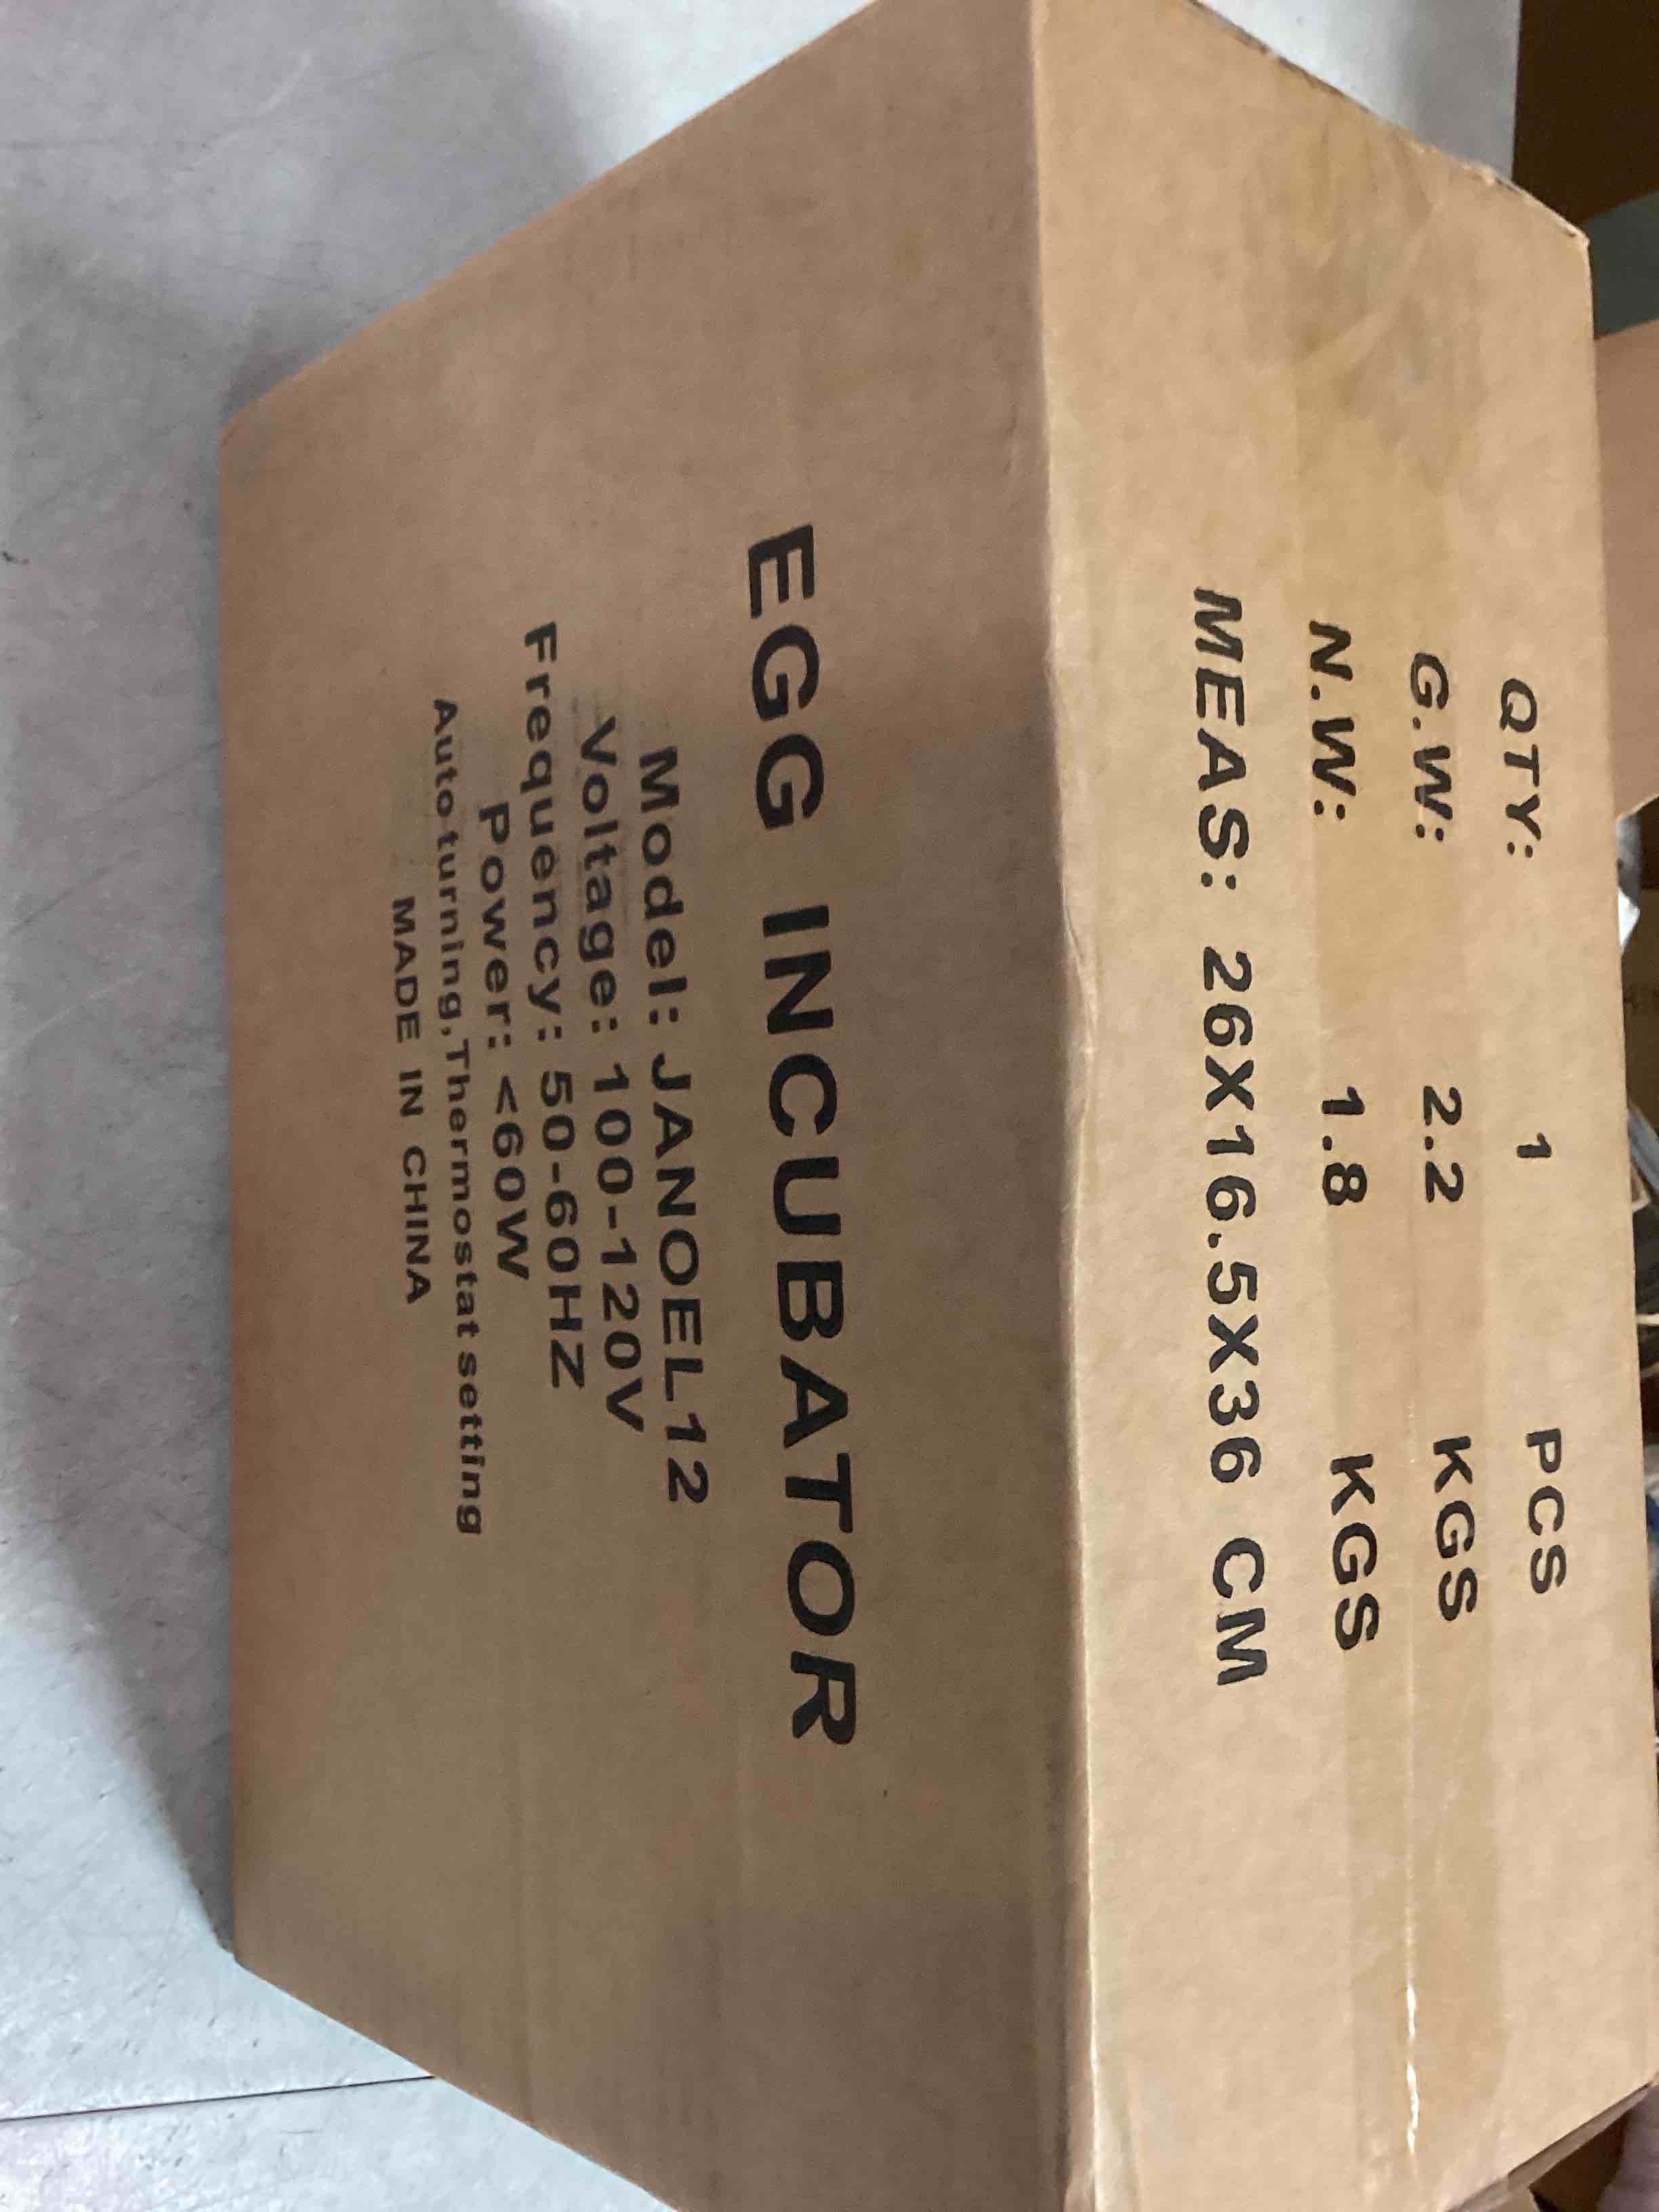 QTY: 1 PCS
G.W: 2.2 KGS
N.W: 1.8 KGS
MEAS: 26X16.5X36 CM
EGG INCUBATOR
Model: JANOEL12
Voltage: 100-120V
Frequency: 50-60HZ
Power: <60W
Auto-turning,Thermostat setting
MADE IN CHINA